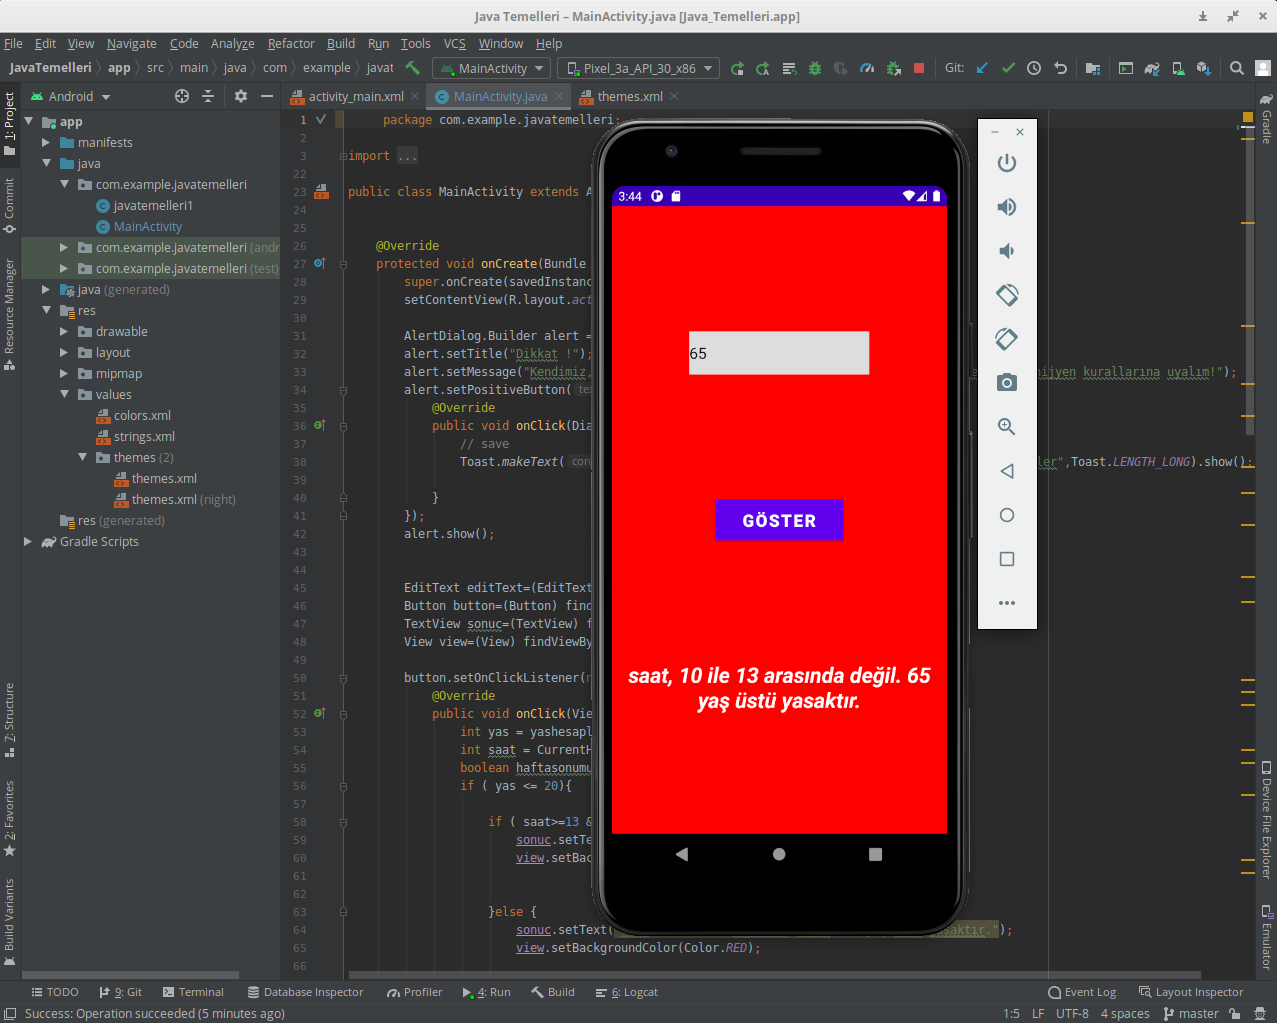 Java Temelleri – MainActivity.java [Java_Temelleri.app]
File Edit View Navigate Code Analyze Refactor Build Run Tools VCS Window Help
JavaTemelleri app src main java com example javat MainActivity Pixel_3a_API_30_x86 Git:
Android activity_main.xml MainActivity.java themes.xml
1: Project
Commit
Resource Manager
7: Structure
2: Favorites
Build Variants
app
manifests
java
com.example.javatemelleri
javatemelleri1
MainActivity
com.example.javatemelleri (andr
com.example.javatemelleri (test)
java (generated)
res
drawable
layout
mipmap
values
colors.xml
strings.xml
themes (2)
themes.xml
themes.xml (night)
res (generated)
Gradle Scripts
1 package com.example.javatemelleri;
2
3 import ...
22
23 public class MainActivity extends A
24
25
26 @Override
27 protected void onCreate(Bundle
28 super.onCreate(savedInstanc
29 setContentView(R.layout.act
30
31 AlertDialog.Builder alert =
32 alert.setTitle("Dikkat !");
33 alert.setMessage("Kendimiz, hijyen kurallarına uyalım!");
34 alert.setPositiveButton( tex
35 @Override
36 public void onClick(Dia
37 // save
38 Toast.makeText( con ler",Toast.LENGTH_LONG).show();
39
40 }
41 });
42 alert.show();
43
44
45 EditText editText=(EditText
46 Button button=(Button) find
47 TextView sonuc=(TextView) f
48 View view=(View) findViewBy
49
50 button.setOnClickListener(
51 @Override
52 public void onClick(Vie
53 int yas = yashesapl
54 int saat = CurrentH
55 boolean haftasonumu
56 if ( yas <= 20){
57
58 if ( saat>=13 &
59 sonuc.setTe
60 view.setBac
61
62
63 }else {
64 sonuc.setText(" asaktır.");
65 view.setBackgroundColor(Color.RED);
66
3:44
65
GÖSTER
saat, 10 ile 13 arasında değil. 65
yaş üstü yasaktır.
Gradle
Device File Explorer
Emulator
TODO 9: Git Terminal Database Inspector Profiler 4: Run Build 6: Logcat Event Log Layout Inspector
Success: Operation succeeded (5 minutes ago) 1:5 LF UTF-8 4 spaces master